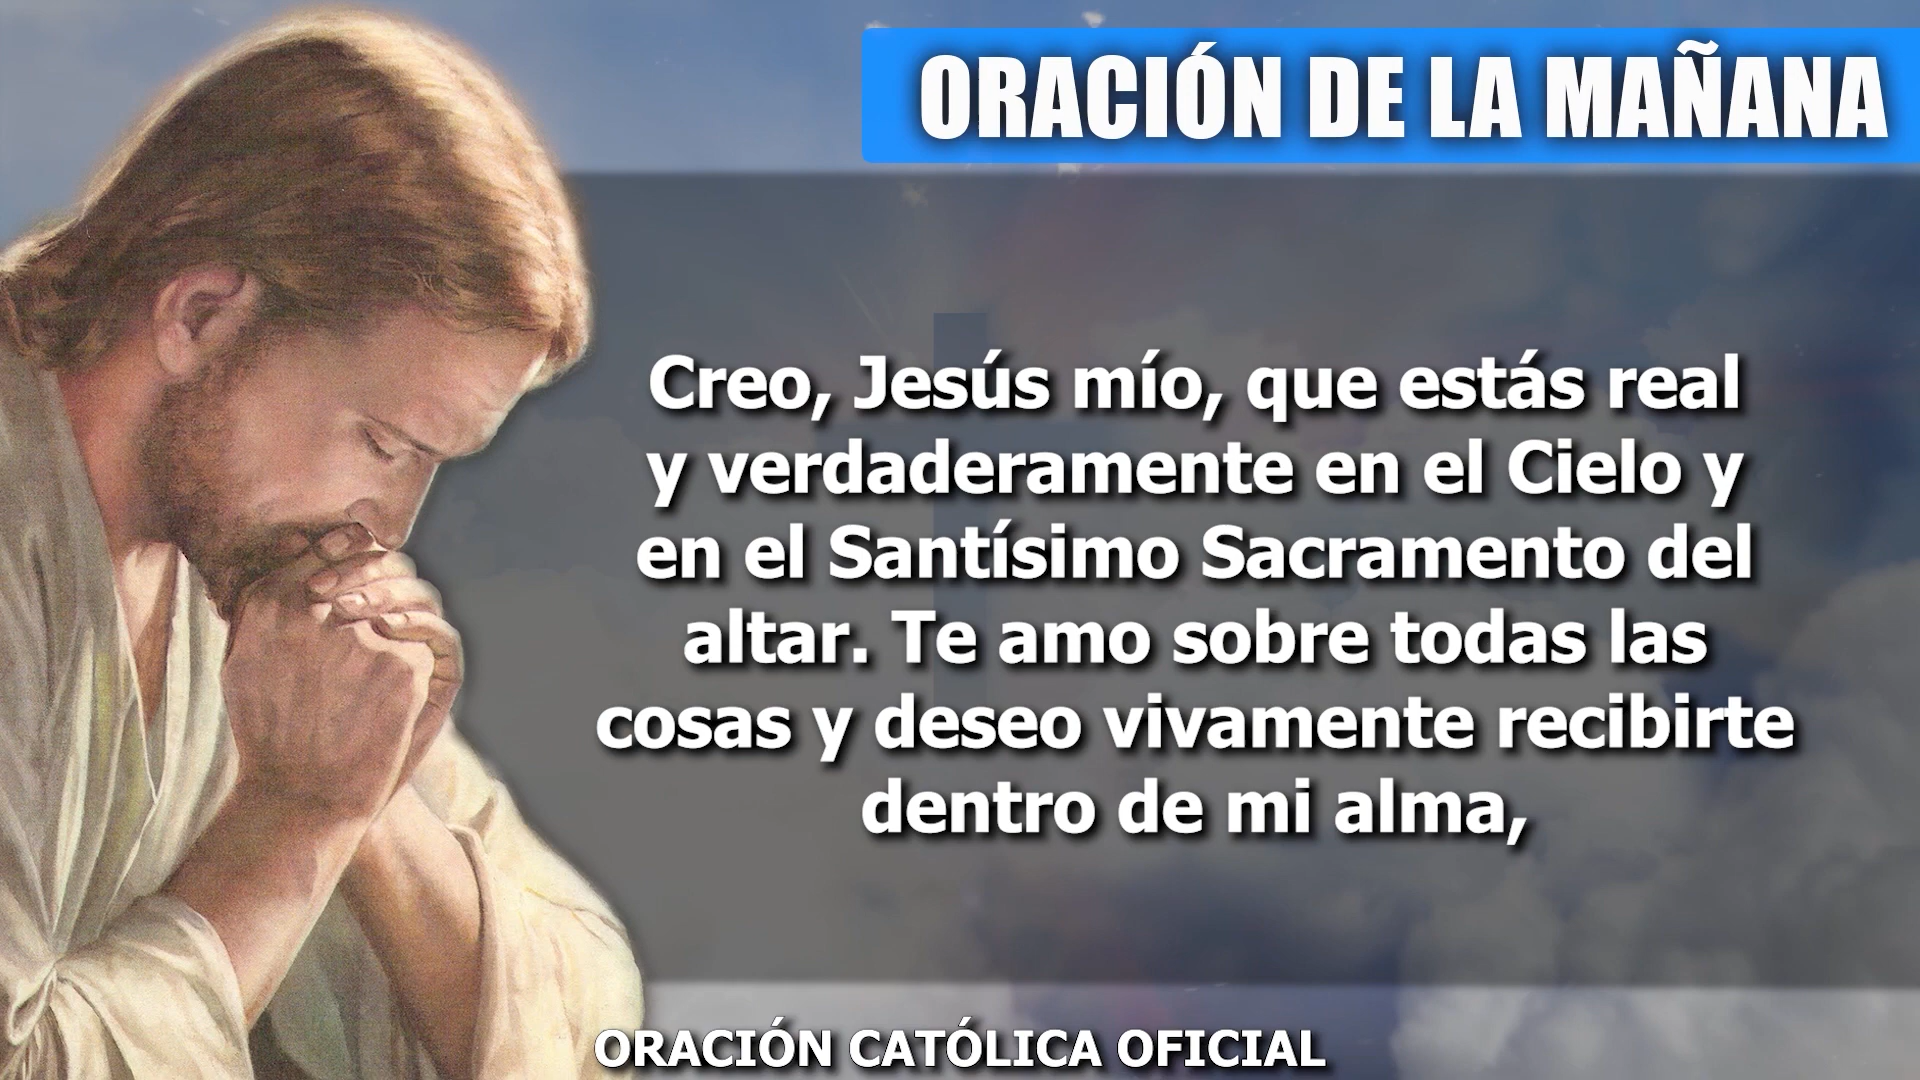 ORACIÓN DE LA MAÑANA
Creo, Jesús mío, que estás real
y verdaderamente en el Cielo y
en el Santísimo Sacramento del
altar. Te amo sobre todas las
cosas y deseo vivamente recibirte
dentro de mi alma,
ORACIÓN CATÓLICA OFICIAL